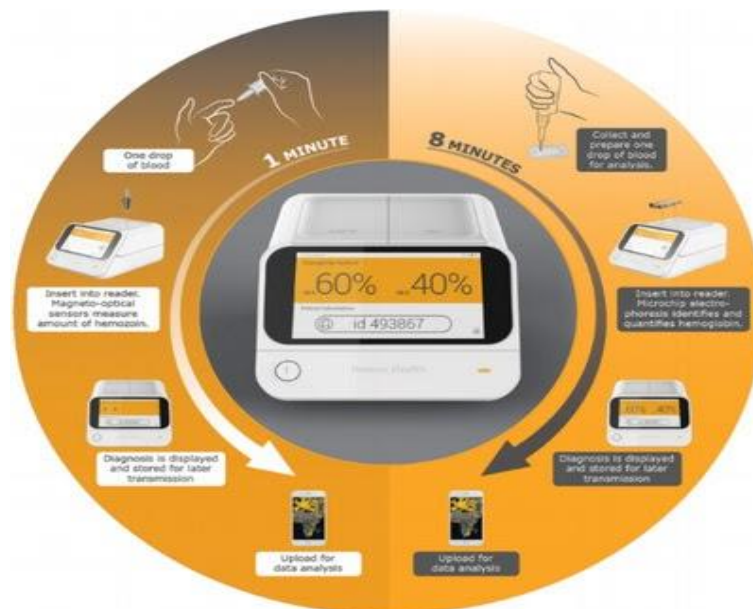 1 MINUTE
One drop
of blood
Insert into reader.
Magneto-optical
sensors measure
amount of hemozoin.
Diagnosis is displayed
and stored for later
transmission
Upload for
data analysis
8 MINUTES
Collect and
prepare one
drop of blood
for analysis.
Insert into reader.
Microchip electro-
phoresis identifies and
quantifies hemoglobin.
60% 40%
Diagnosis is displayed
and stored for later
transmission
Upload for
data analysis
60% 40%
id 493867